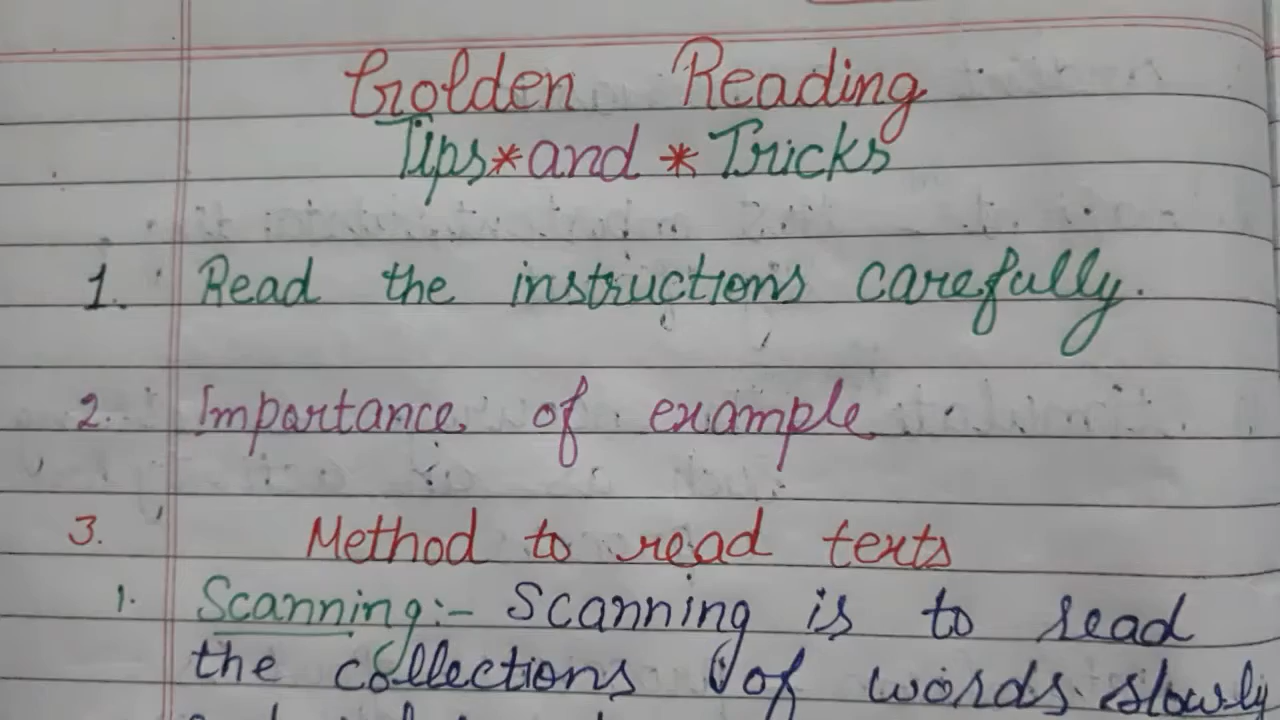 Golden Reading
Tips * and * Tricks
1. Read the instructions carefully.
2. Importance of example
3. Method to read texts
1. Scanning:- Scanning is to read
the collections of words slowly